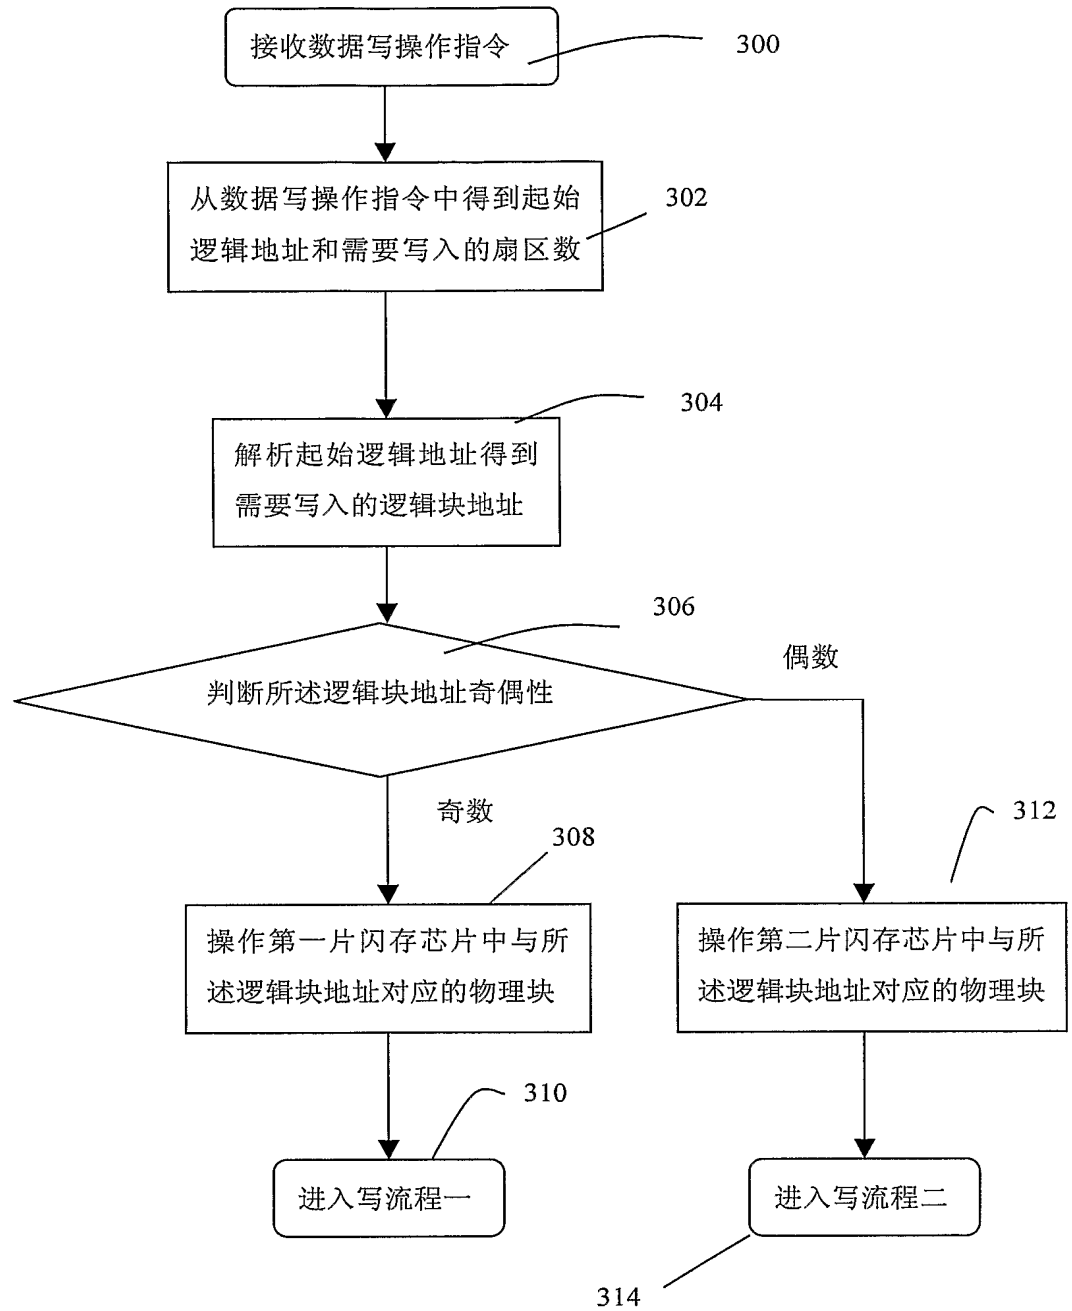 接收数据写操作指令
300
从数据写操作指令中得到起始
逻辑地址和需要写入的扇区数
302
304
解析起始逻辑地址得到
需要写入的逻辑块地址
306
判断所述逻辑块地址奇偶性
偶数
奇数
308
312
操作第一片闪存芯片中与所
述逻辑块地址对应的物理块
操作第二片闪存芯片中与所
述逻辑块地址对应的物理块
310
进入写流程一
进入写流程二
314